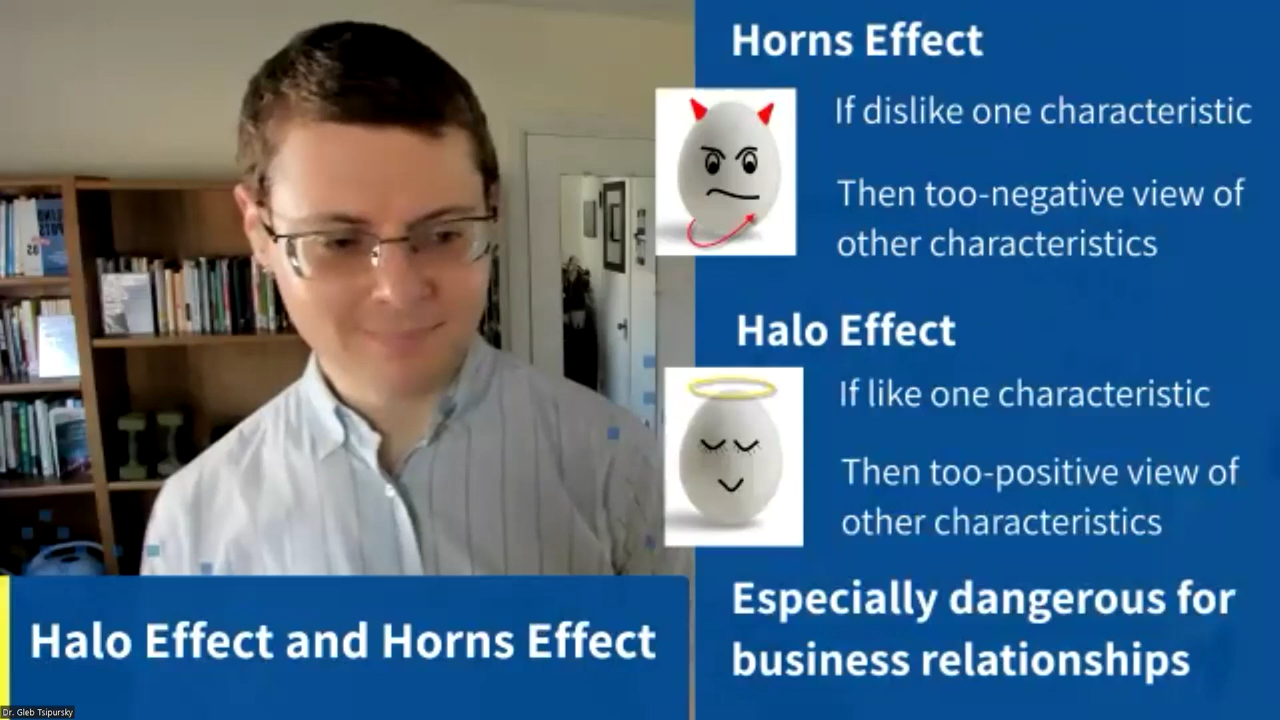 Horns Effect
If dislike one characteristic
Then too-negative view of
other characteristics
Halo Effect
If like one characteristic
Then too-positive view of
other characteristics
Especially dangerous for
business relationships
Halo Effect and Horns Effect
Dr. Gleb Tsipursky